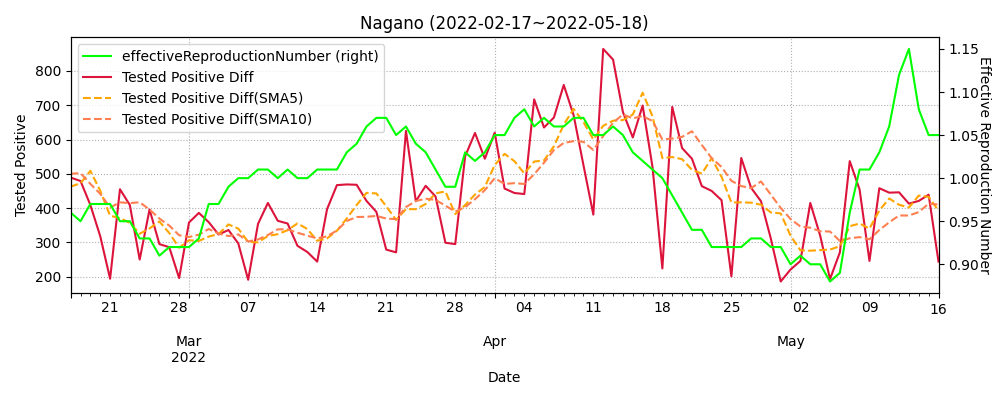 Nagano (2022-02-17~2022-05-18)
effectiveReproductionNumber (right)
Tested Positive Diff
Tested Positive Diff(SMA5)
Tested Positive Diff(SMA10)
Tested Positive
800
700
600
500
400
300
200
1.15
1.10
1.05
1.00
0.95
0.90
Effective Reproduction Number
21 28 07 14 21 28 04 11 18 25 02 09 16
Mar Apr May
2022
Date